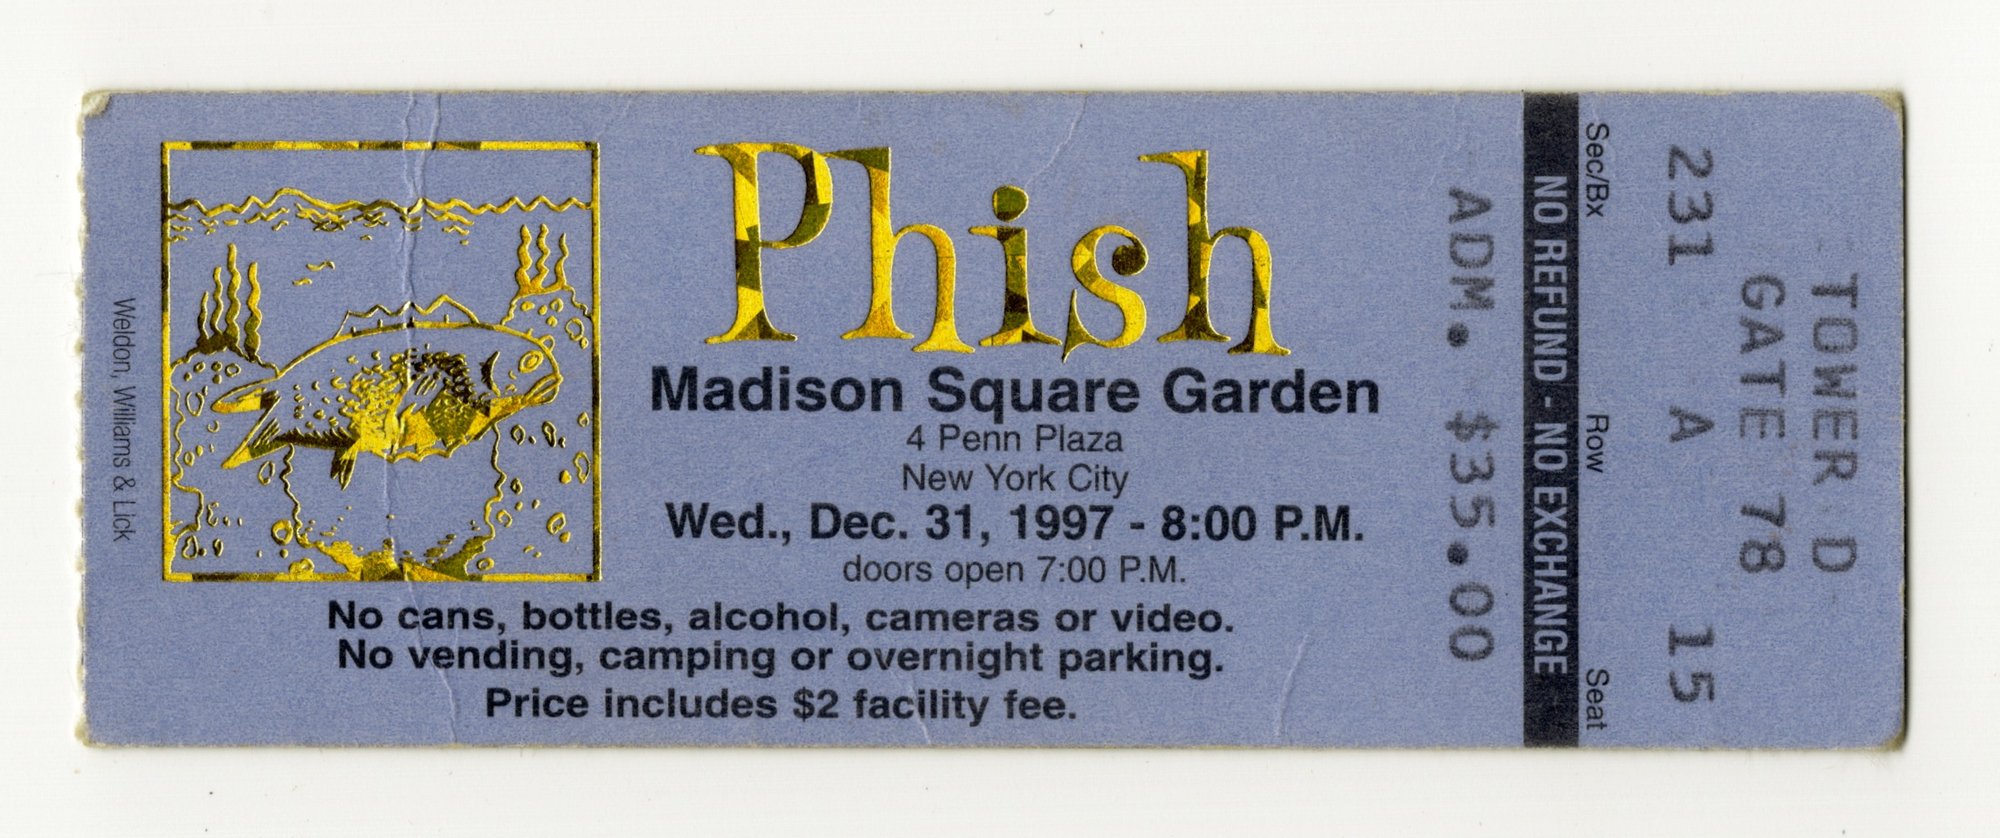 Weldon, Williams & Lick
Phish
Madison Square Garden
4 Penn Plaza
New York City
Wed., Dec. 31, 1997 - 8:00 P.M.
doors open 7:00 P.M.
No cans, bottles, alcohol, cameras or video.
No vending, camping or overnight parking.
Price includes $2 facility fee.
ADM. $35.00
NO REFUND - NO EXCHANGE
Sec/Bx Row Seat
231 A 15
GATE 78
TOWER D